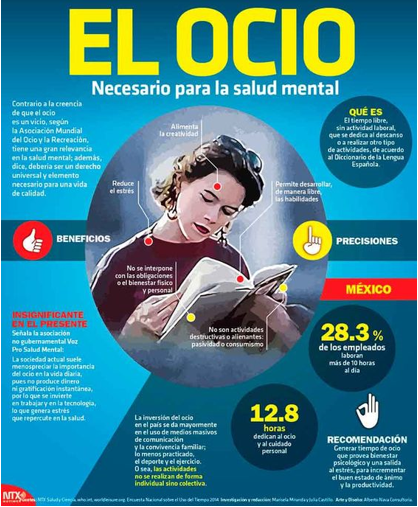 EL OCIO
Necesario para la salud mental
Contrario a la creencia
de que el ocio
es un vicio, según
la Asociación Mundial
del Ocio y la Recreación,
tiene una gran relevancia
en la salud mental; además,
dice, debería ser un derecho
universal y elemento
necesario para una vida
de calidad.
Alimenta
la creatividad
Reduce
el estrés
Permite desarrollar,
de manera libre,
las habilidades
QUÉ ES
El tiempo libre,
sin actividad laboral,
que se dedica al descanso
o a realizar otro tipo
de actividades, de acuerdo
al Diccionario de la Lengua
Española.
BENEFICIOS
PRECISIONES
No se interpone
con las obligaciones
o el bienestar físico
y personal
No son actividades
destructivas o alienantes:
pasividad o consumismo
INSIGNIFICANTE
EN EL PRESENTE
Señala la asociación
no gubernamental Voz
Pro Salud Mental:
La sociedad actual suele
menospreciar la importancia
del ocio en la vida diaria,
pues no produce dinero
ni gratificación instantánea,
por lo que se invierte
en trabajar y en la tecnología,
lo que genera estrés
que repercute en la salud.
MÉXICO
28.3 %
de los empleados
laboran
más de 10 horas
al día
La inversión del ocio
en el país se da mayormente
en el uso de medios masivos
de comunicación
y la convivencia familiar;
lo menos practicado,
el deporte y el ejercicio.
O sea, las actividades
no se realizan de forma
individual sino colectiva.
12.8
horas
dedican al ocio
y al cuidado
personal
RECOMENDACIÓN
Generar tiempo de ocio
que provea bienestar
psicológico y una salida
al estrés, para incrementar
el buen estado de ánimo
y la productividad.
NTX
Salud y Ciencia, who.int, worldleisure.org, Encuesta Nacional sobre el Uso del Tiempo 2014 Investigación y redacción: Mariela Miranda y Julia Castillo Arte y Diseño: Alberto Nava Consultoría